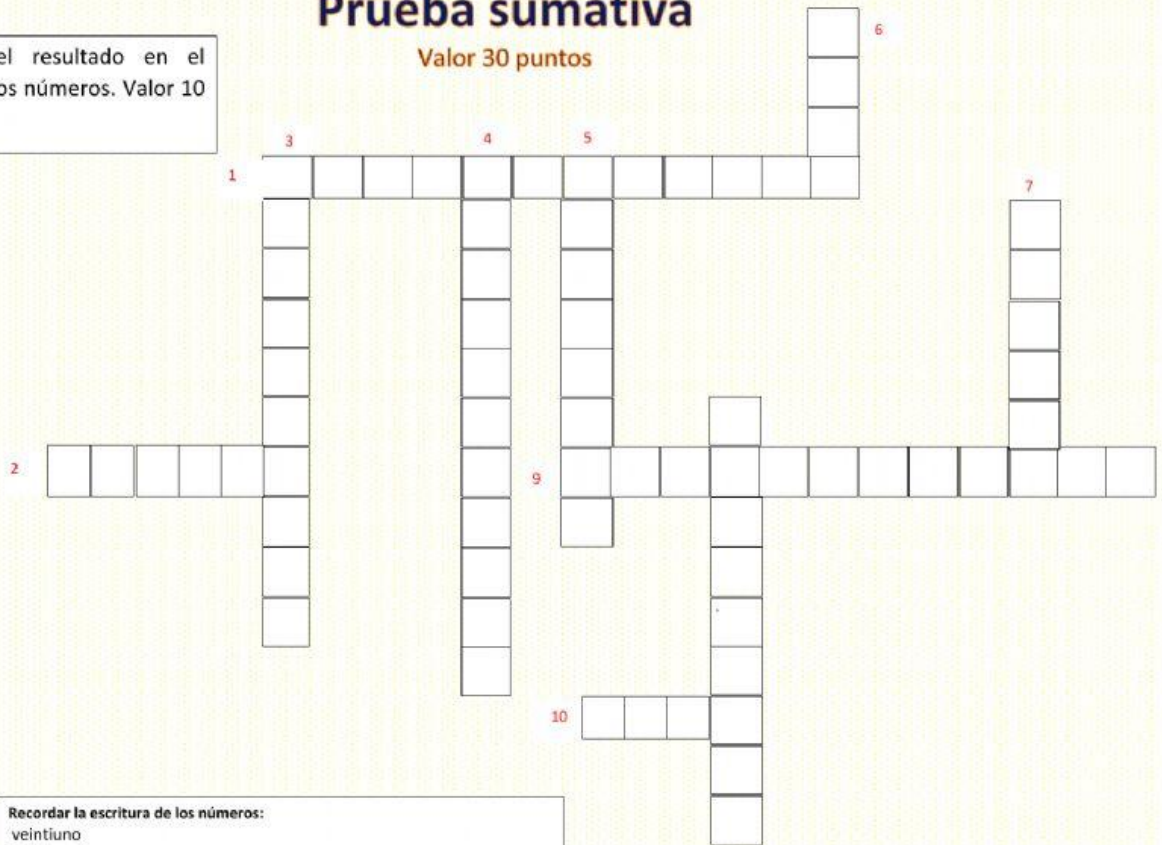 Prueba sumativa
Valor 30 puntos
el resultado en el
os números. Valor 10
6
3
4
5
1
7
2
9
10
Recordar la escritura de los números:
veintiuno